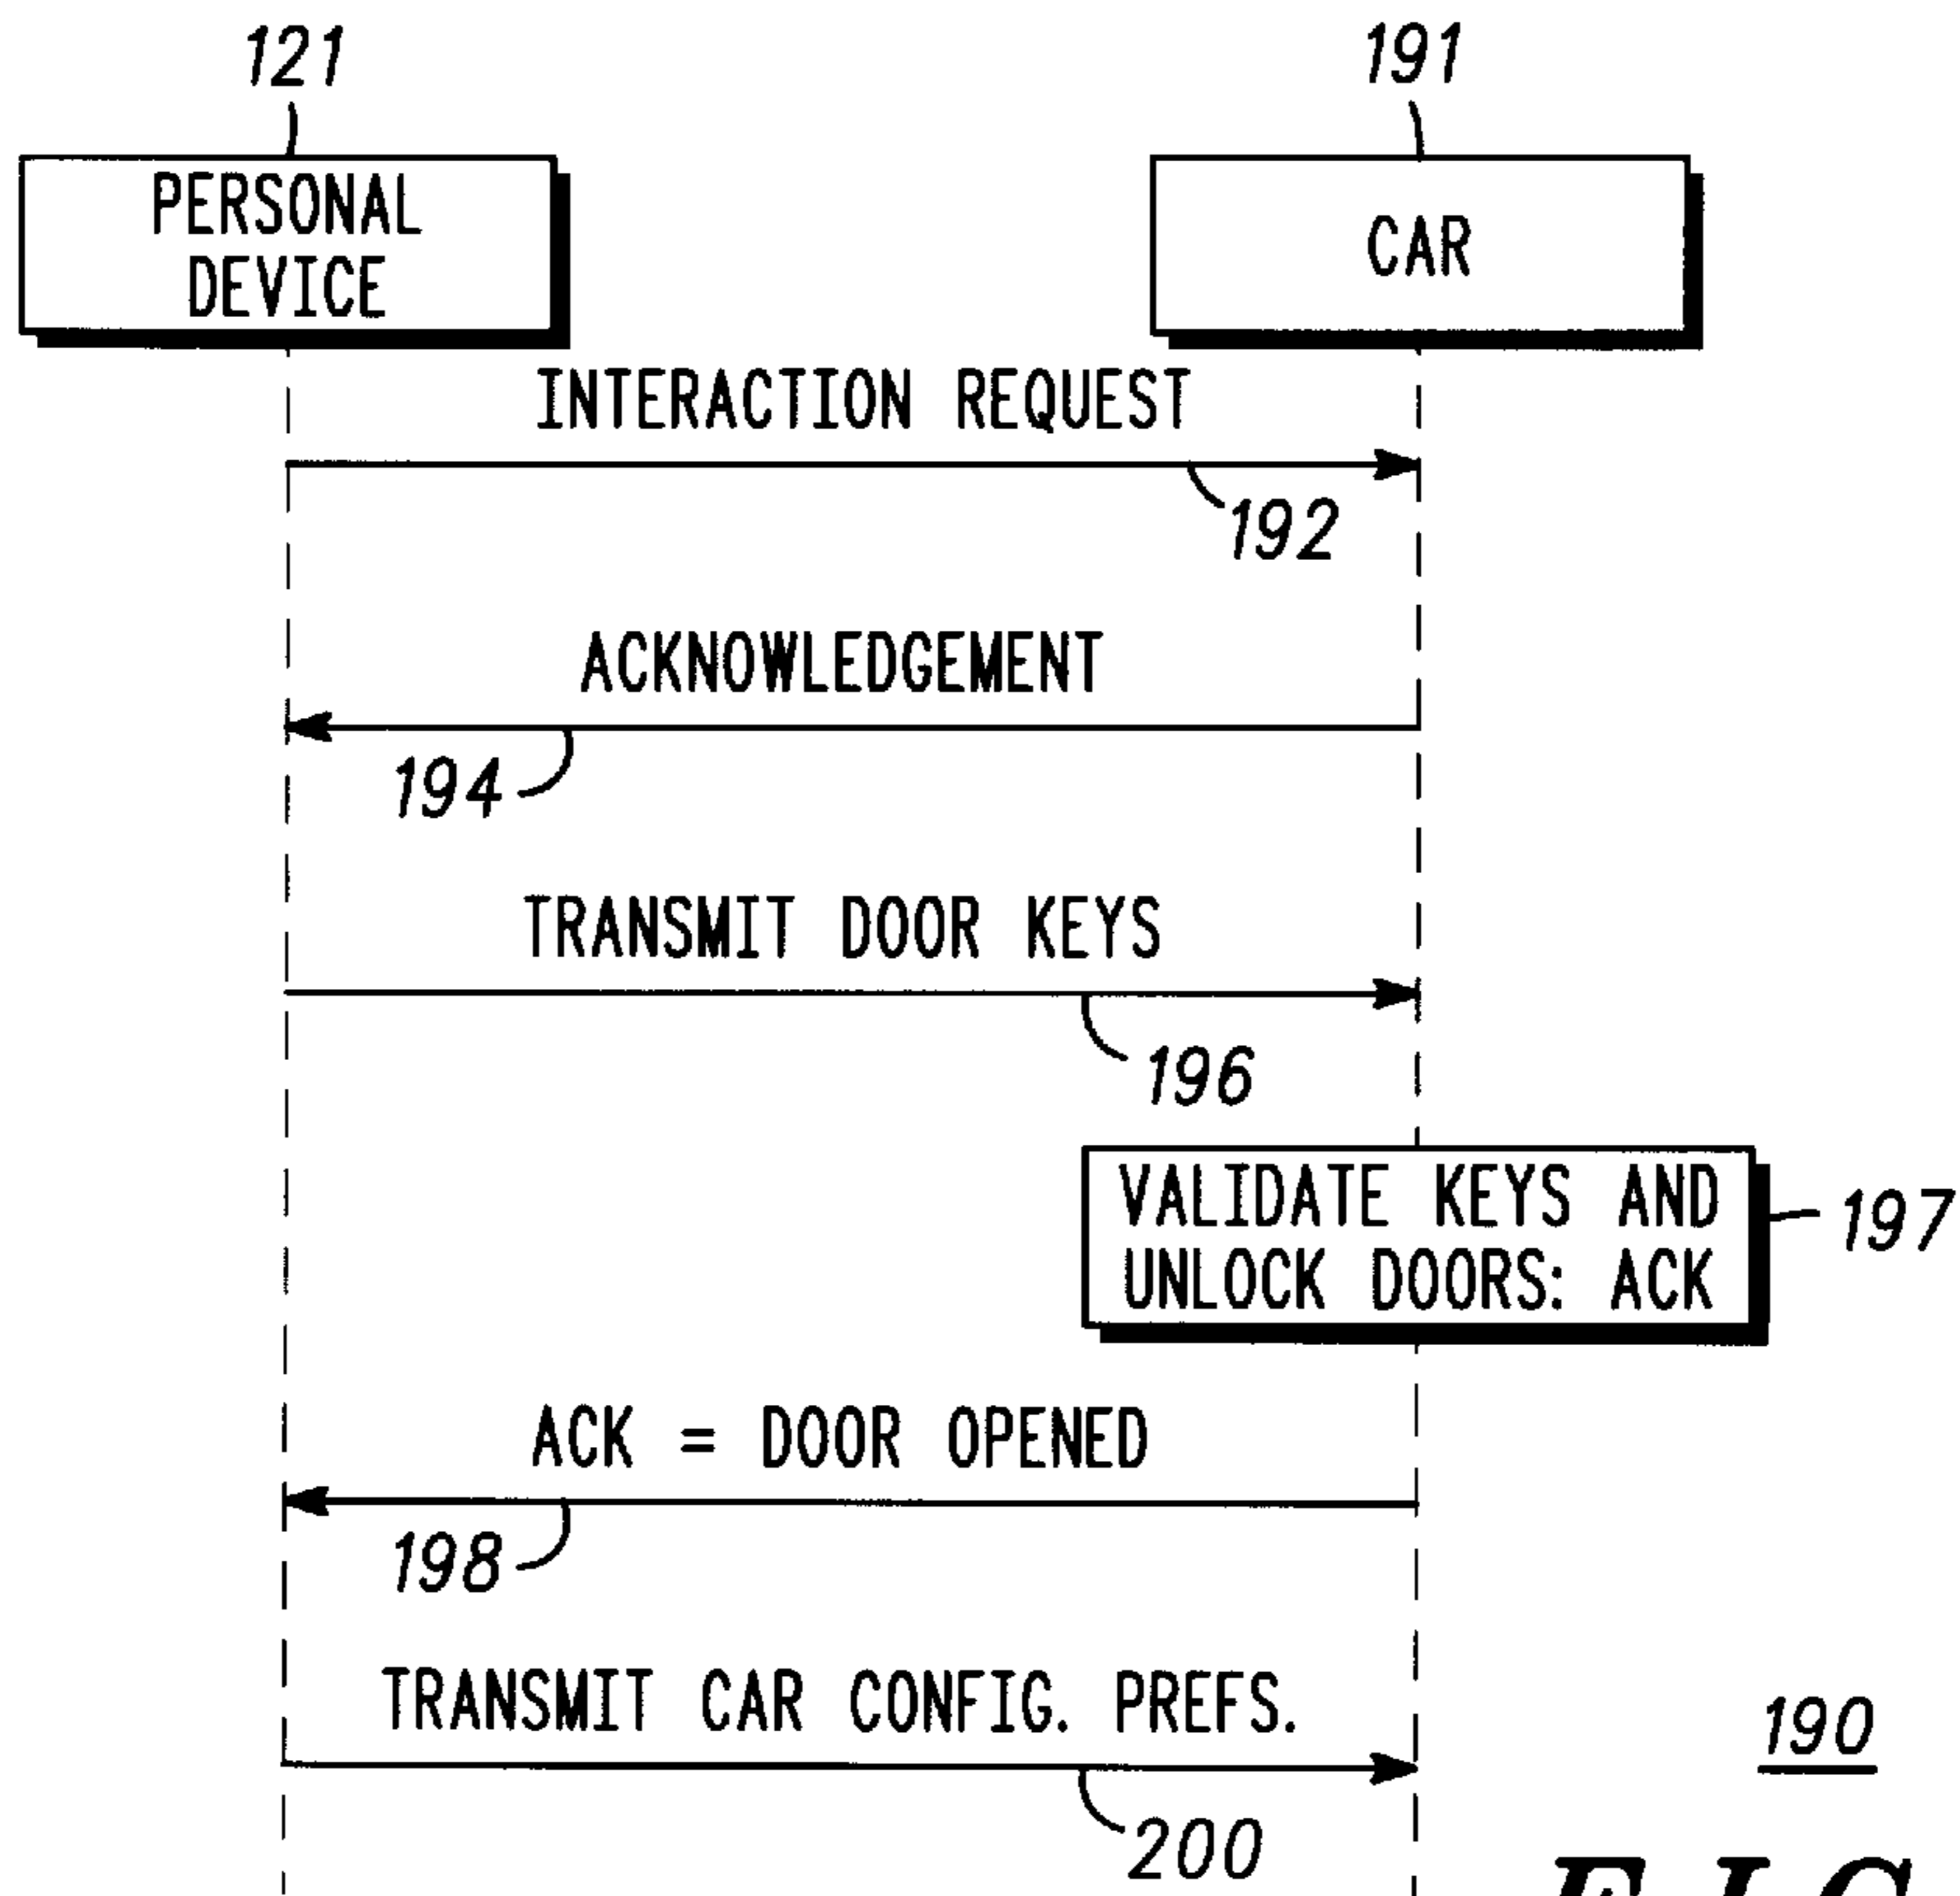 121
191
PERSONAL
DEVICE
CAR
INTERACTION REQUEST
192
ACKNOWLEDGEMENT
194
TRANSMIT DOOR KEYS
196
VALIDATE KEYS AND
UNLOCK DOORS: ACK
197
ACK = DOOR OPENED
198
TRANSMIT CAR CONFIG. PREFS.
190
200